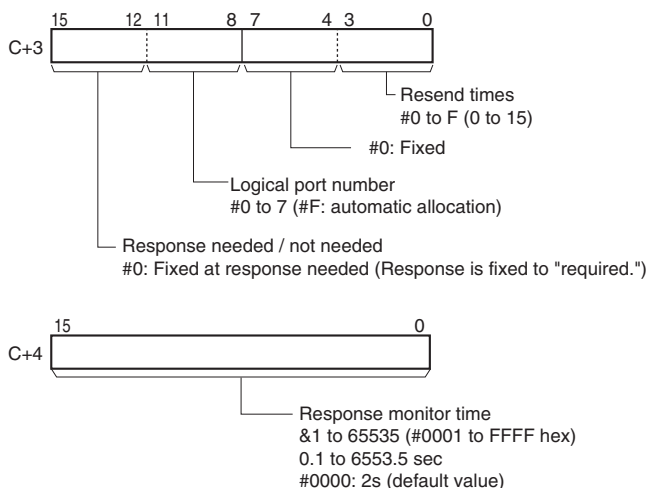 15 12 11 8 7 4 3 0
C+3
Resend times
#0 to F (0 to 15)
#0: Fixed
Logical port number
#0 to 7 (#F: automatic allocation)
Response needed / not needed
#0: Fixed at response needed (Response is fixed to "required.")
15 0
C+4
Response monitor time
&1 to 65535 (#0001 to FFFF hex)
0.1 to 6553.5 sec
#0000: 2s (default value)